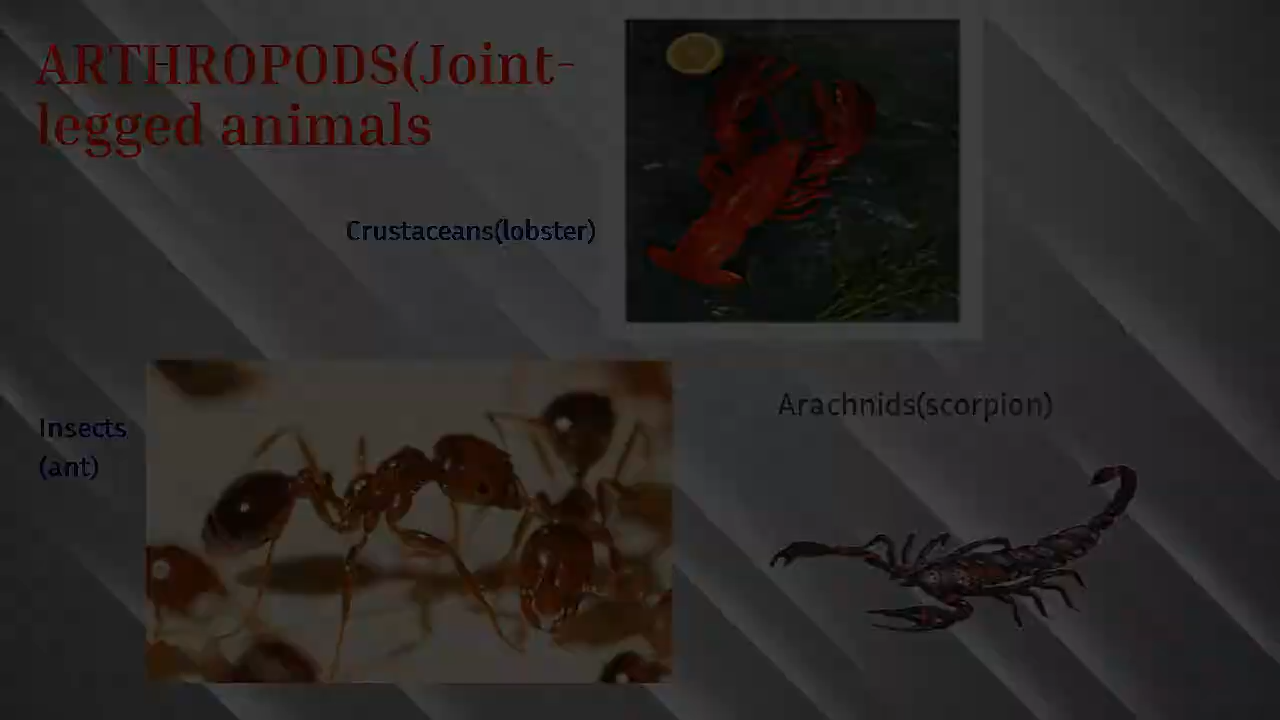 ARTHROPODS(Joint-
legged animals
Crustaceans(lobster)
Arachnids(scorpion)
Insects
(ant)